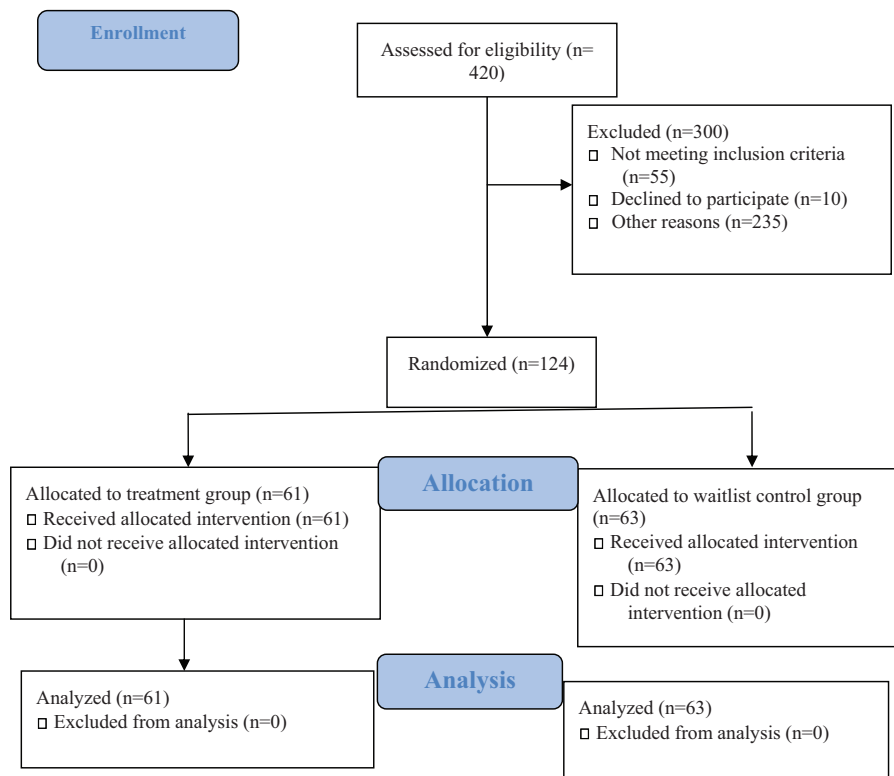 Enrollment
Assessed for eligibility (n=
420)
Excluded (n=300)
Not meeting inclusion criteria
(n=55)
Declined to participate (n=10)
Other reasons (n=235)
Randomized (n=124)
Allocation
Allocated to treatment group (n=61)
Received allocated intervention (n=61)
Did not receive allocated intervention
(n=0)
Allocated to waitlist control group
(n=63)
Received allocated intervention
(n=63)
Did not receive allocated
intervention (n=0)
Analysis
Analyzed (n=61)
Excluded from analysis (n=0)
Analyzed (n=63)
Excluded from analysis (n=0)